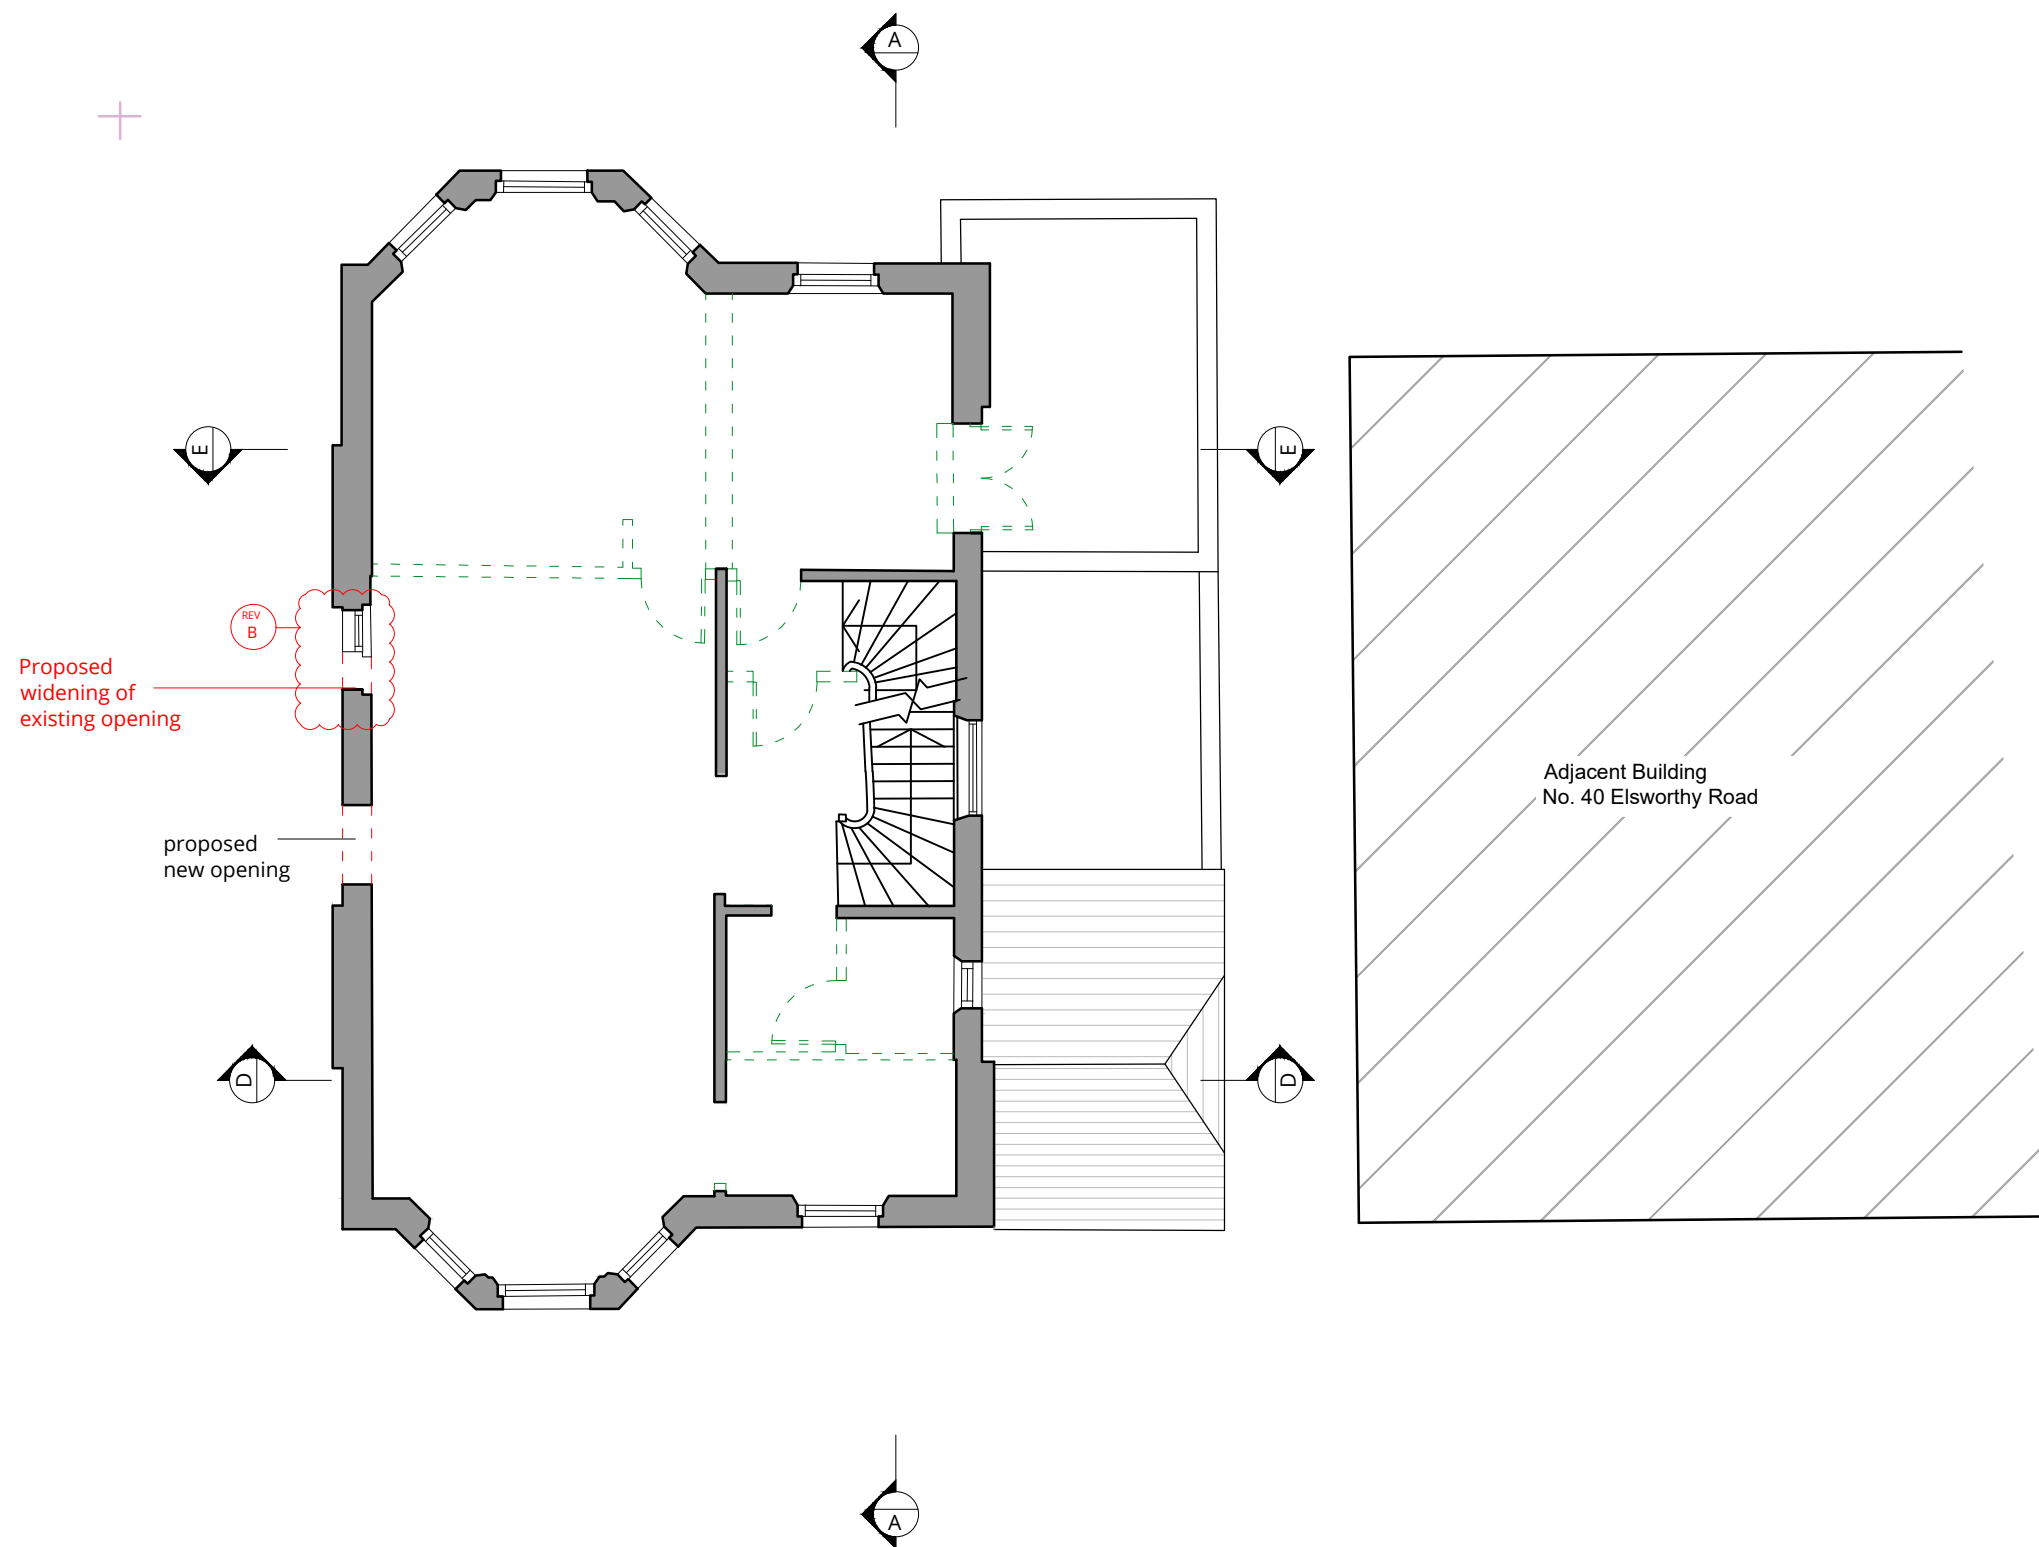 A
E
E
REV
B
Proposed
widening of
existing opening
Adjacent Building
No. 40 Elsworthy Road
proposed
new opening
D
D
A